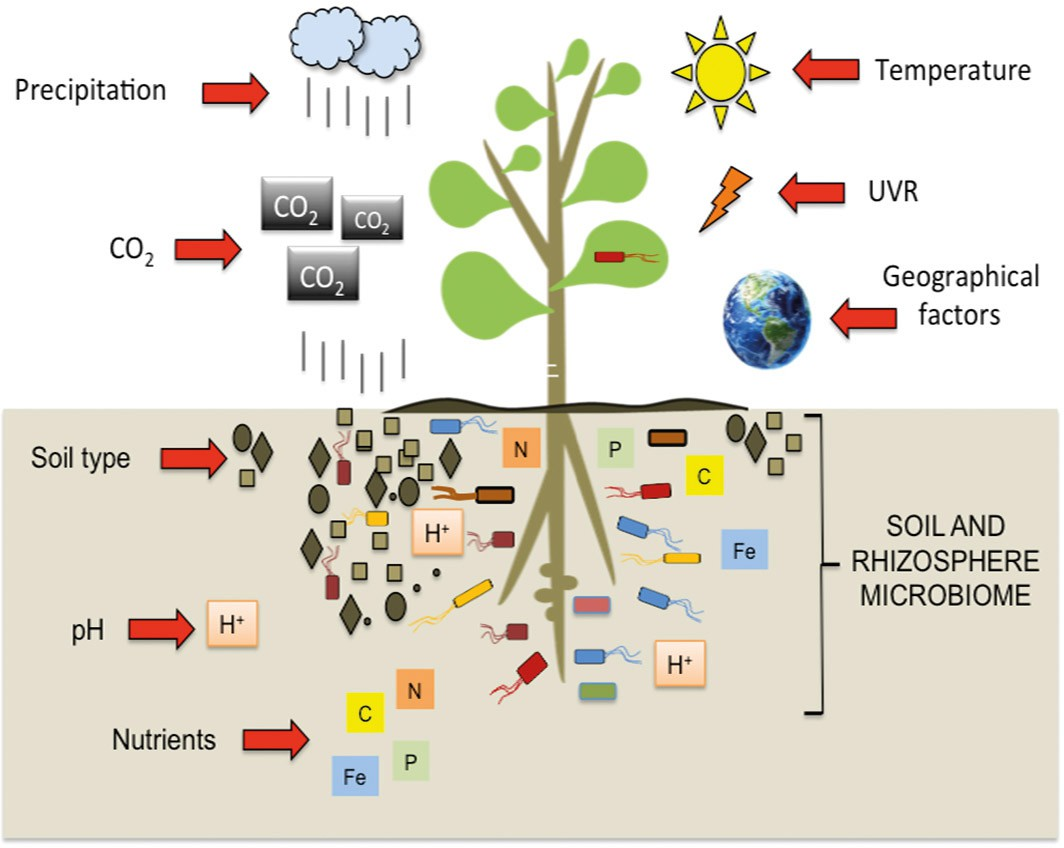 Precipitation
Temperature
CO₂
CO₂
CO₂
UVR
CO₂
CO₂
Geographical
factors
Soil type
N
P
C
H⁺
Fe
SOIL AND
RHIZOSPHERE
MICROBIOME
pH
H⁺
H⁺
N
C
Nutrients
Fe
P